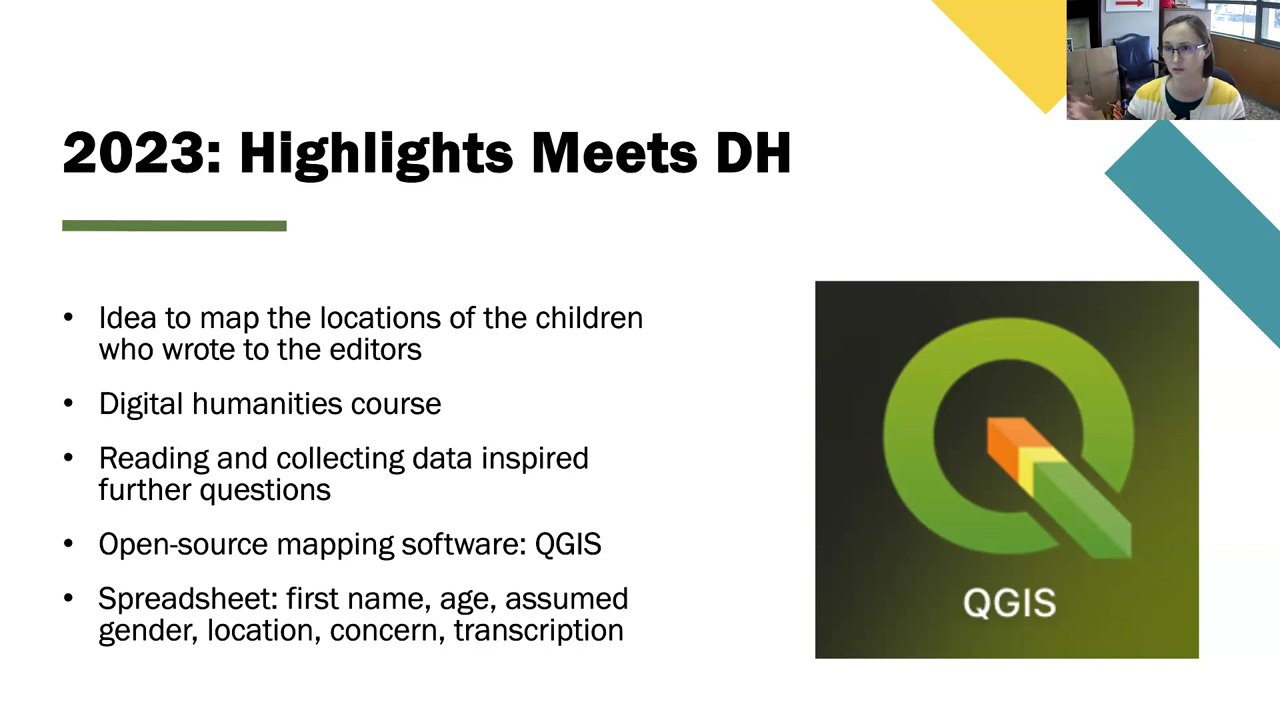 2023: Highlights Meets DH
• Idea to map the locations of the children
who wrote to the editors
• Digital humanities course
• Reading and collecting data inspired
further questions
• Open-source mapping software: QGIS
• Spreadsheet: first name, age, assumed
gender, location, concern, transcription
QGIS